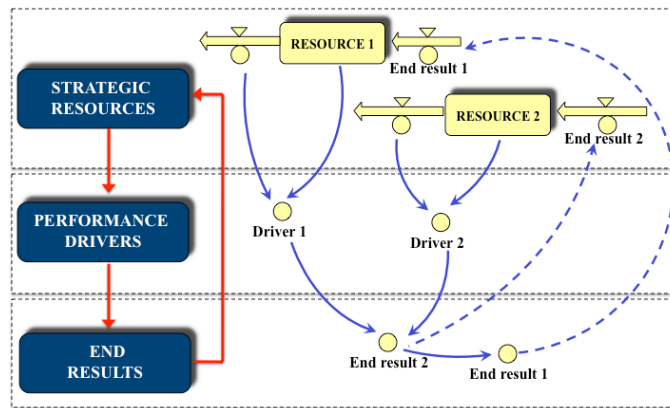 RESOURCE 1
End result 1
STRATEGIC
RESOURCES
RESOURCE 2
End result 2
PERFORMANCE
DRIVERS
Driver 1
Driver 2
END
RESULTS
End result 2
End result 1